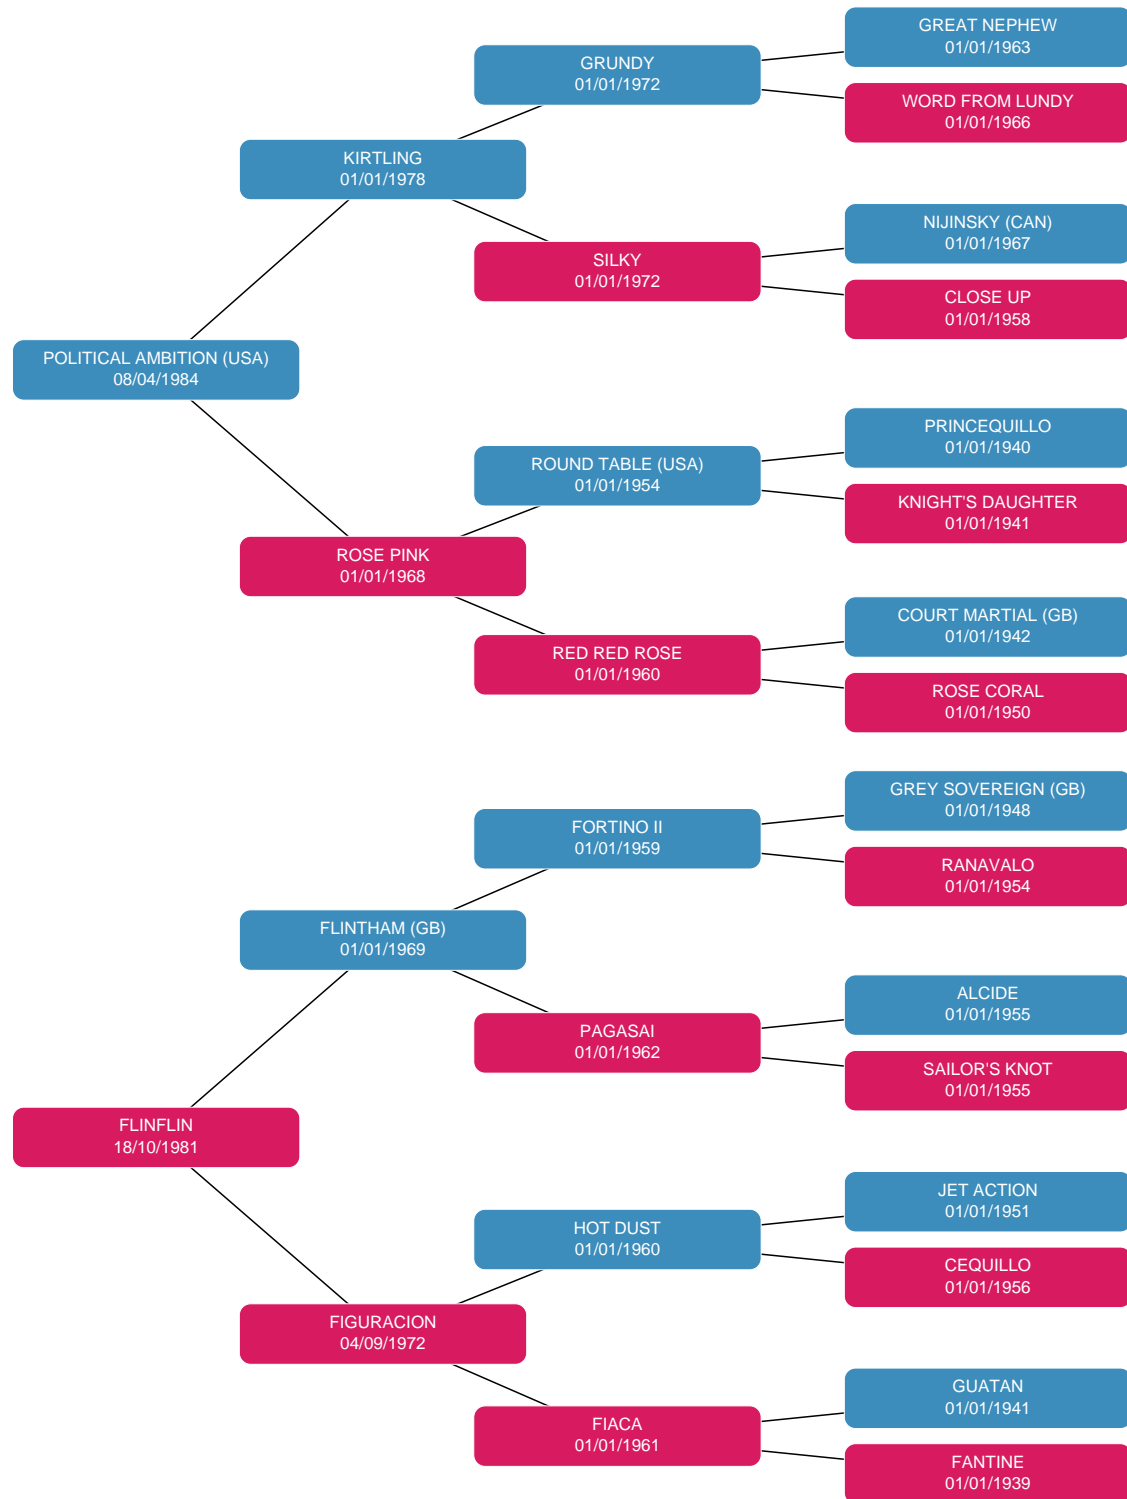 GREAT NEPHEW
01/01/1963
GRUNDY
01/01/1972
WORD FROM LUNDY
01/01/1966
KIRTLING
01/01/1978
NIJINSKY (CAN)
01/01/1967
SILKY
01/01/1972
CLOSE UP
01/01/1958
POLITICAL AMBITION (USA)
08/04/1984
PRINCEQUILLO
01/01/1940
ROUND TABLE (USA)
01/01/1954
KNIGHT'S DAUGHTER
01/01/1941
ROSE PINK
01/01/1968
COURT MARTIAL (GB)
01/01/1942
RED RED ROSE
01/01/1960
ROSE CORAL
01/01/1950
GREY SOVEREIGN (GB)
01/01/1948
FORTINO II
01/01/1959
RANAVALO
01/01/1954
FLINTHAM (GB)
01/01/1969
ALCIDE
01/01/1955
PAGASAI
01/01/1962
SAILOR'S KNOT
01/01/1955
FLINFLIN
18/10/1981
JET ACTION
01/01/1951
HOT DUST
01/01/1960
CEQUILLO
01/01/1956
FIGURACION
04/09/1972
GUATAN
01/01/1941
FIACA
01/01/1961
FANTINE
01/01/1939